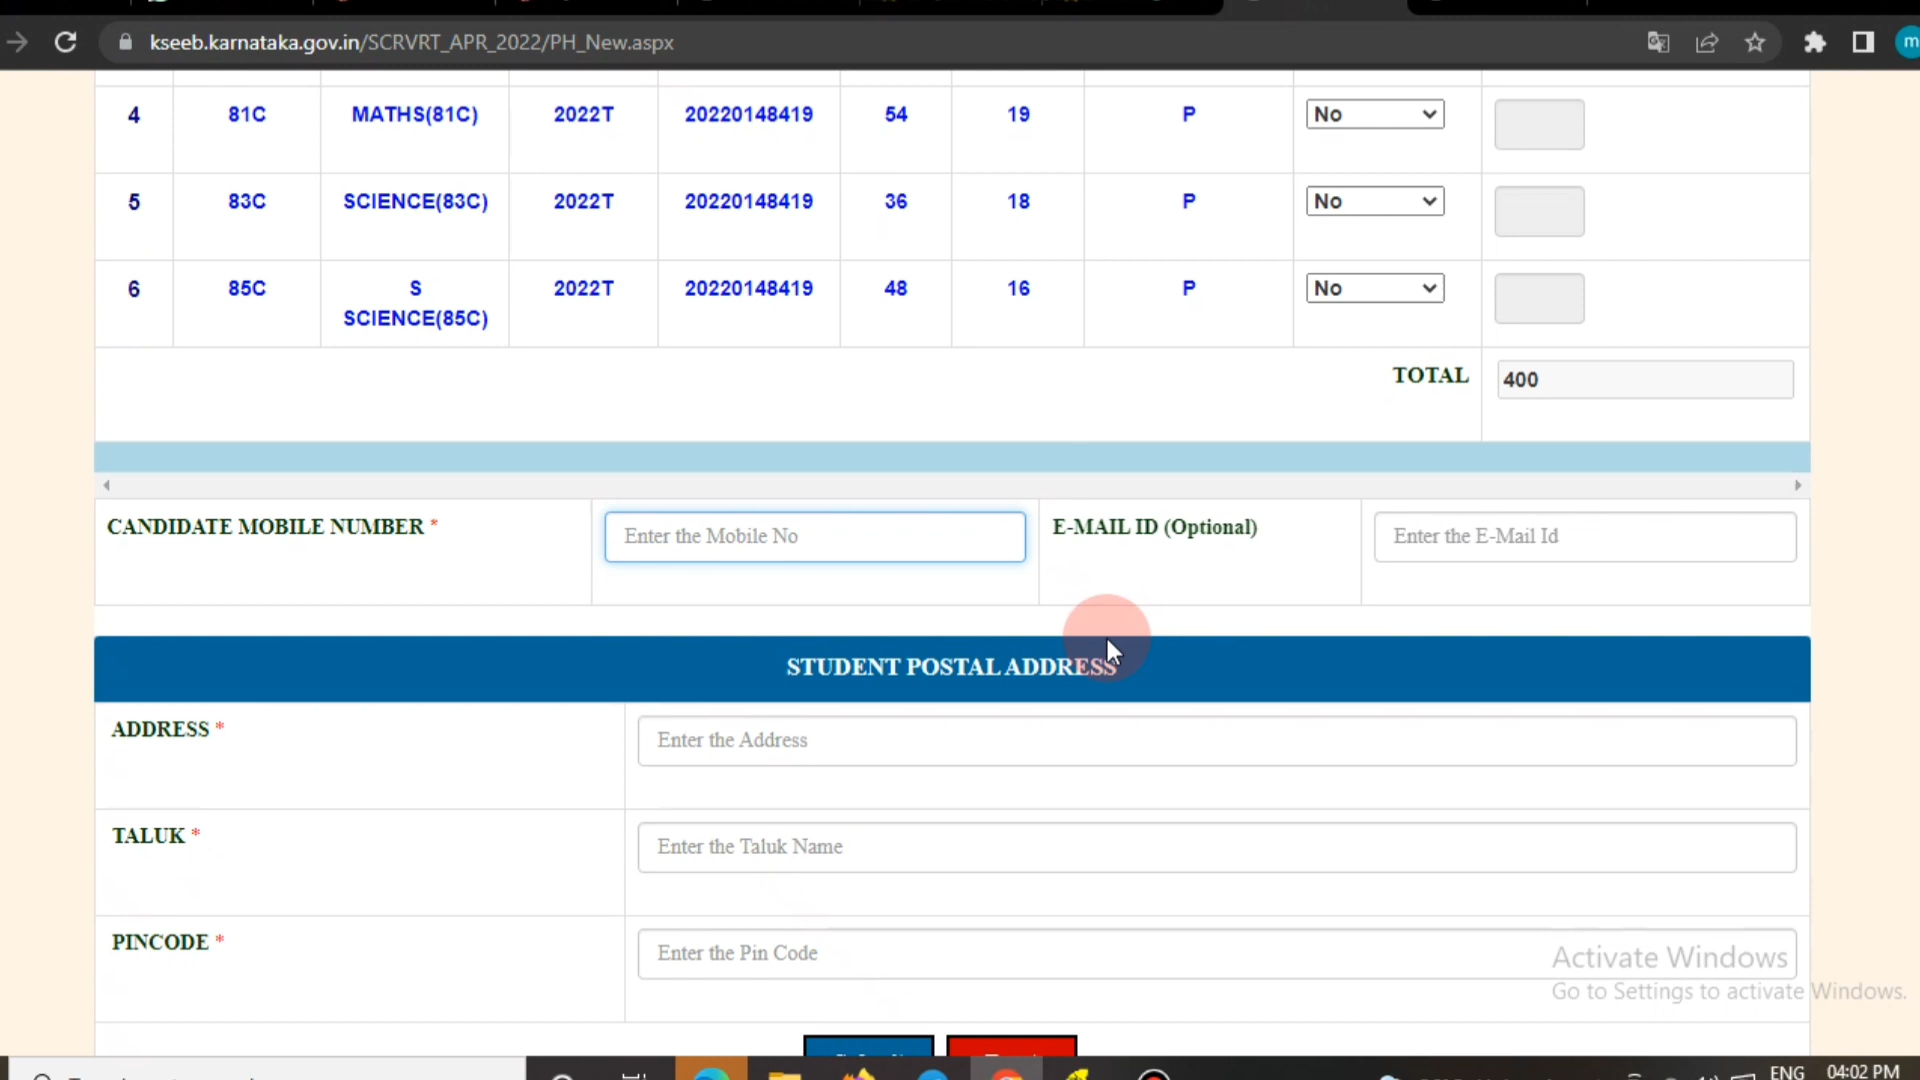 kseeb.karnataka.gov.in/SCRVRT_APR_2022/PH_New.aspx
m
4 81C MATHS(81C) 2022T 20220148419 54 19 P No
5 83C SCIENCE(83C) 2022T 20220148419 36 18 P No
6 85C S SCIENCE(85C) 2022T 20220148419 48 16 P No
TOTAL 400
CANDIDATE MOBILE NUMBER * Enter the Mobile No E-MAIL ID (Optional) Enter the E-Mail Id
STUDENT POSTAL ADDRESS
ADDRESS * Enter the Address
TALUK * Enter the Taluk Name
PINCODE * Enter the Pin Code
Activate Windows
Go to Settings to activate Windows.
ENG 04:02 PM